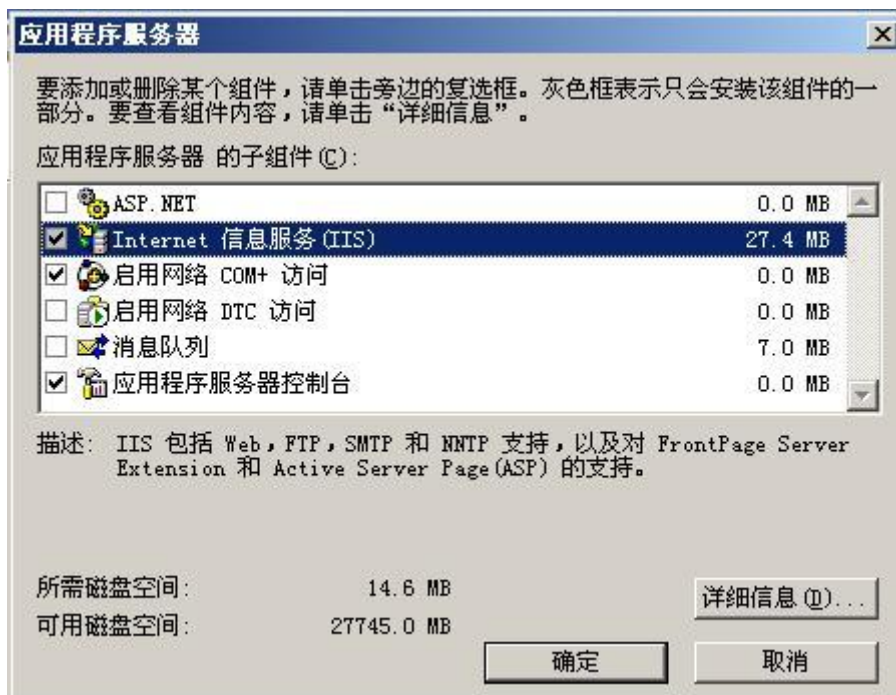 应用程序服务器
要添加或删除某个组件，请单击旁边的复选框。灰色框表示只会安装该组件的一
部分。要查看组件内容，请单击“详细信息”。
应用程序服务器 的子组件(C):
ASP.NET 0.0 MB
Internet 信息服务(IIS) 27.4 MB
启用网络 COM+ 访问 0.0 MB
启用网络 DTC 访问 0.0 MB
消息队列 7.0 MB
应用程序服务器控制台 0.0 MB
描述: IIS 包括 Web，FTP，SMTP 和 NNTP 支持，以及对 FrontPage Server
Extension 和 Active Server Page(ASP) 的支持。
所需磁盘空间: 14.6 MB
详细信息(D)...
可用磁盘空间: 27745.0 MB
确定 取消